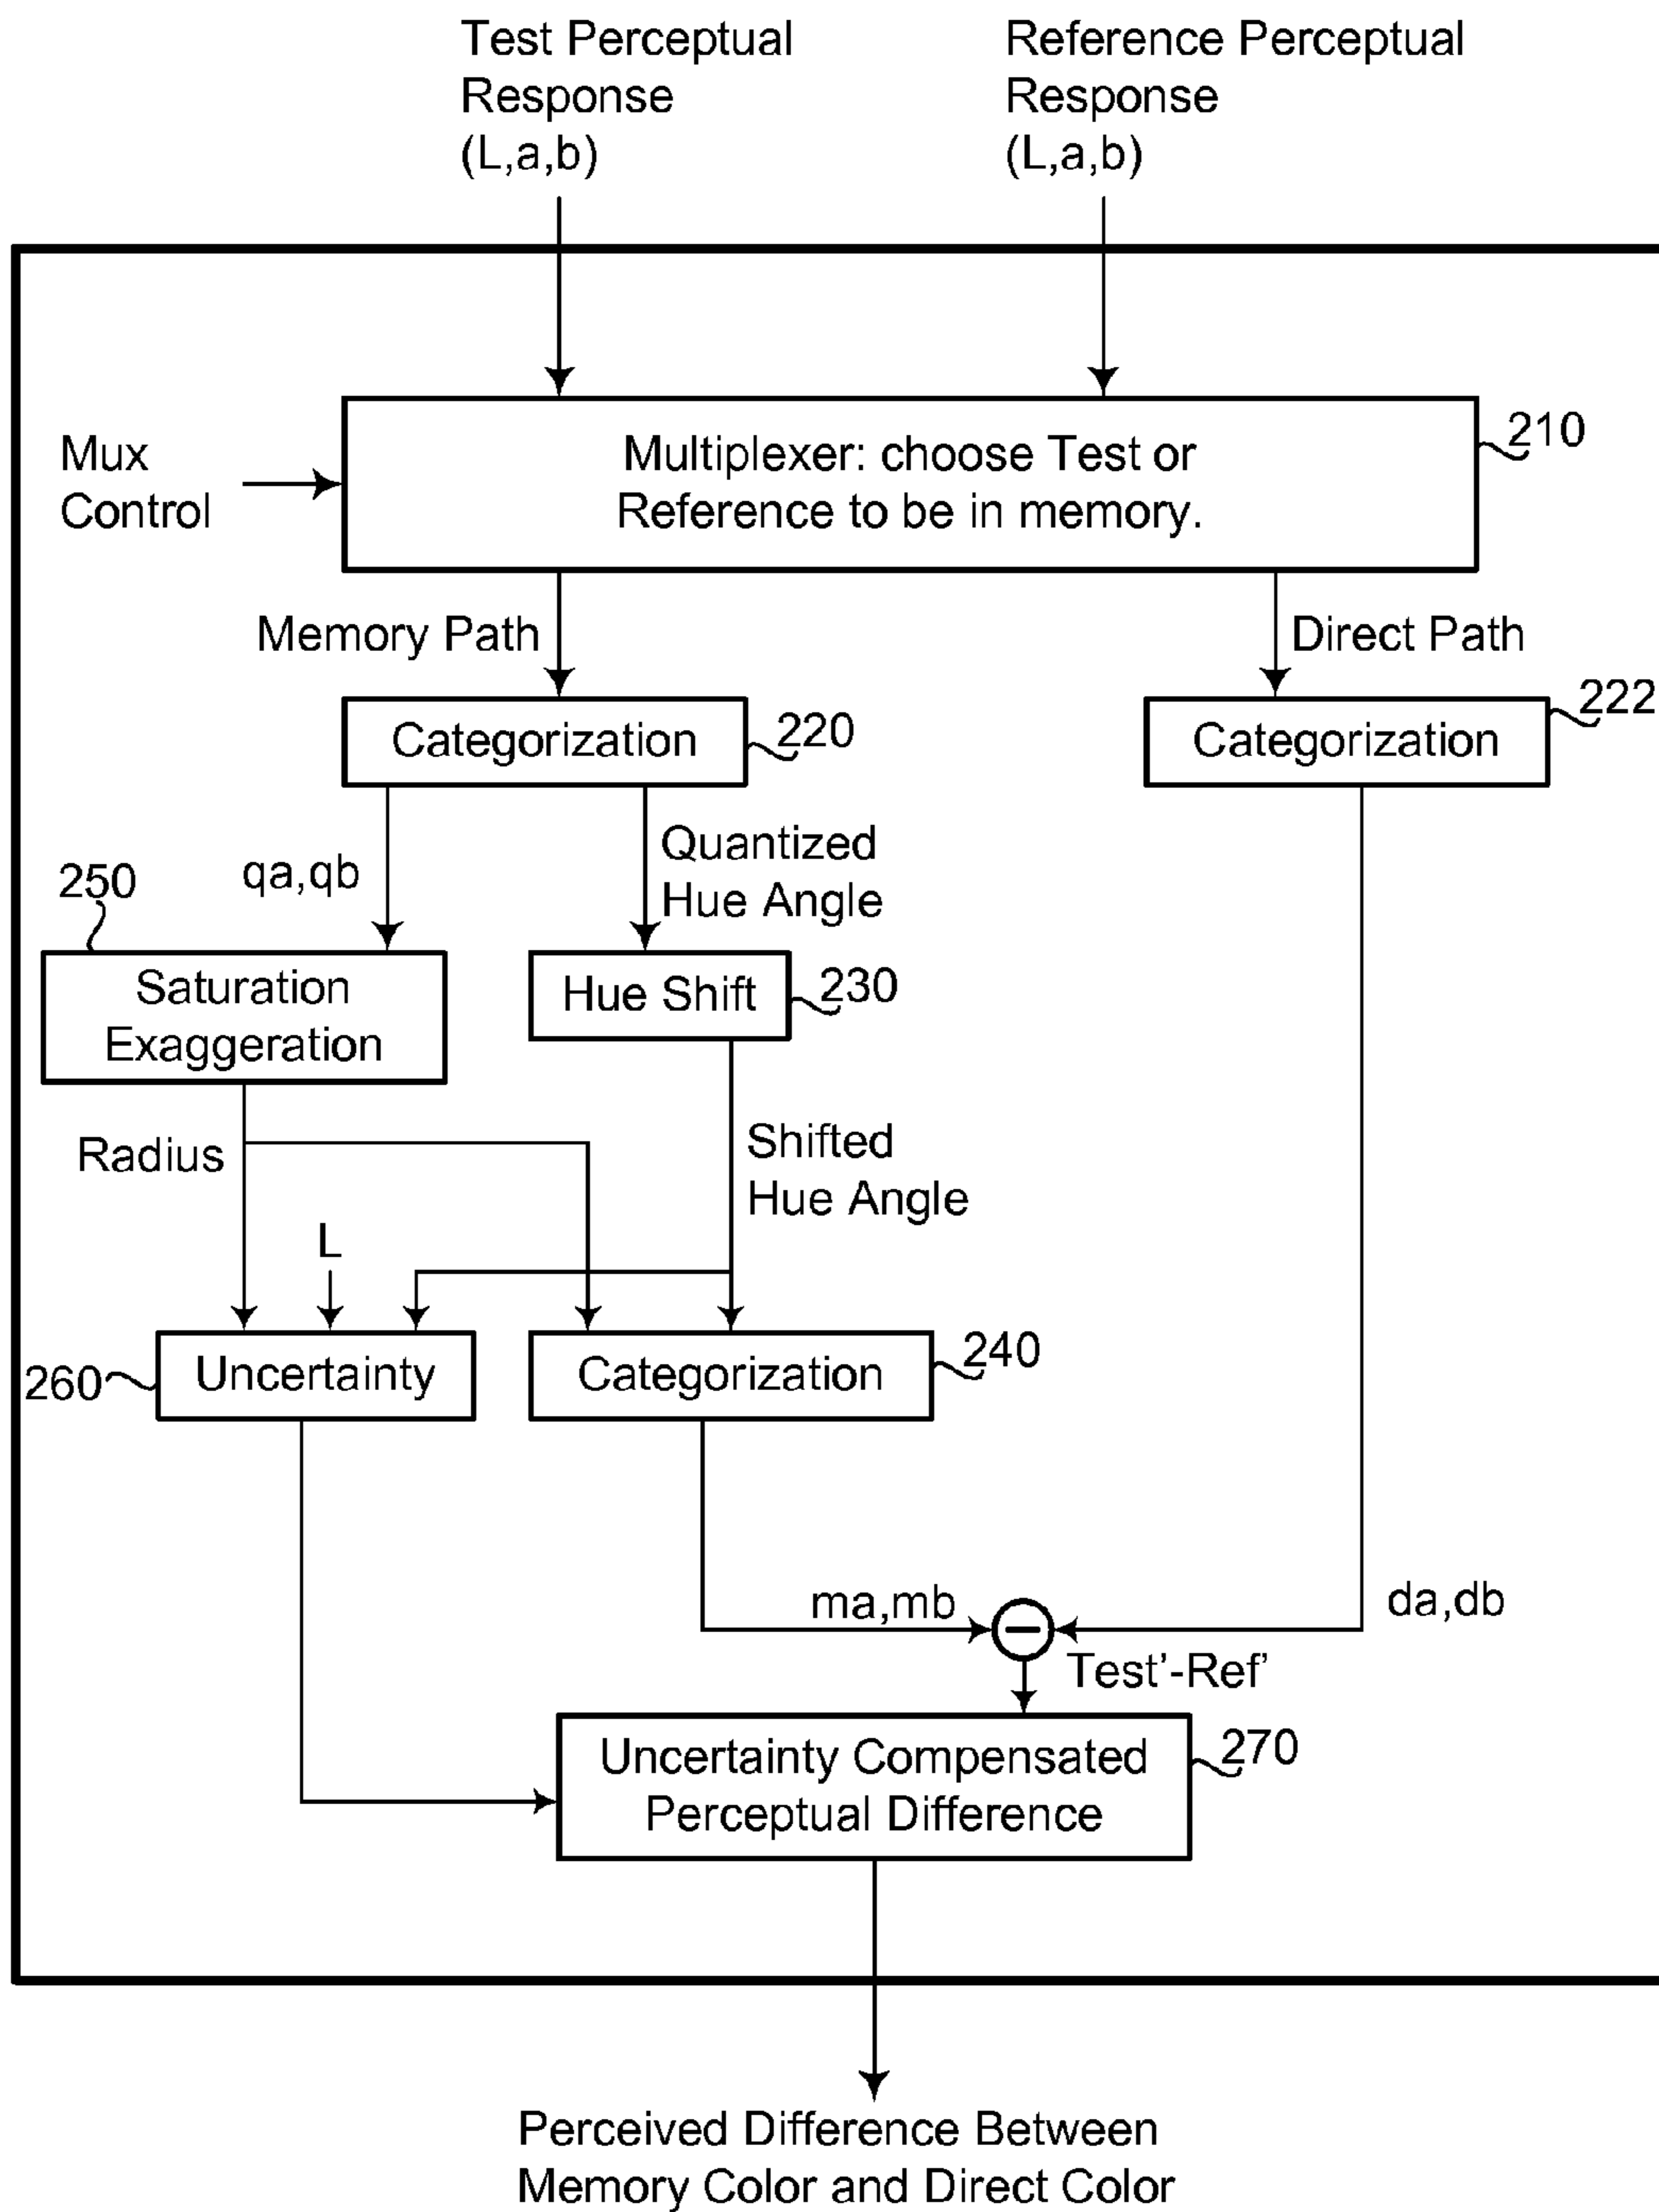 Test Perceptual
Response
(L,a,b)
Reference Perceptual
Response
(L,a,b)
Mux
Control
Multiplexer: choose Test or
Reference to be in memory.
210
Memory Path
Direct Path
Categorization
220
Categorization
222
250
qa,qb
Quantized
Hue Angle
Saturation
Exaggeration
Hue Shift
230
Radius
Shifted
Hue Angle
L
260
Uncertainty
Categorization
240
ma,mb
−
da,db
Test’-Ref’
Uncertainty Compensated
Perceptual Difference
270
Perceived Difference Between
Memory Color and Direct Color